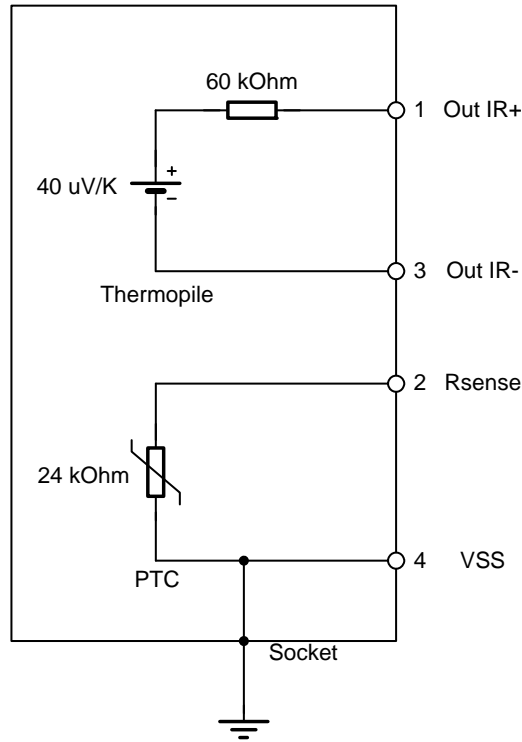 60 kOhm
1 Out IR+
+
40 uV/K
−
3 Out IR-
Thermopile
2 Rsense
24 kOhm
4 VSS
PTC
Socket